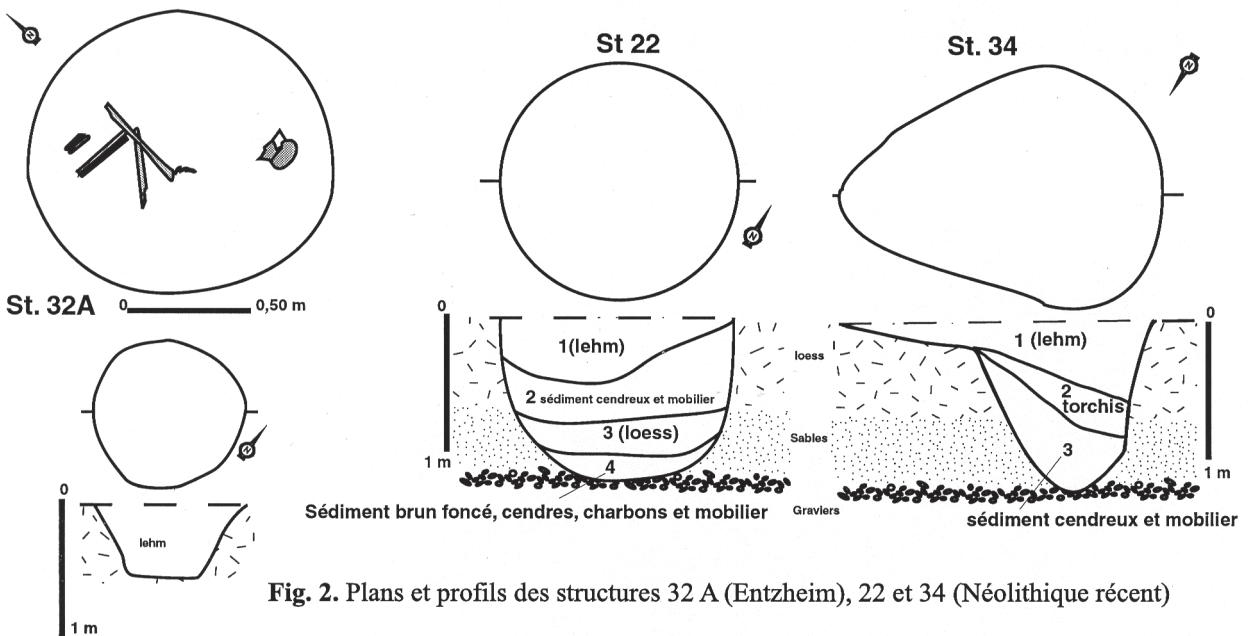 N
St 22
St. 34
N
N
St. 32A
0
0,50 m
0
1(lehm)
2 sédiment cendreux et mobilier
3 (loess)
4
1 m
Sédiment brun foncé, cendres, charbons et mobilier
loess
Sables
Graviers
0
1 (lehm)
2
torchis
3
1 m
sédiment cendreux et mobilier
N
0
lehm
1 m
Fig. 2. Plans et profils des structures 32 A (Entzheim), 22 et 34 (Néolithique récent)